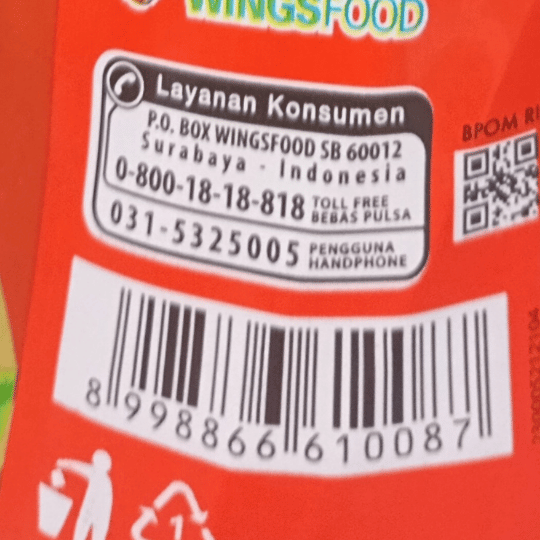 WINGSFOOD
Layanan Konsumen
P.O. BOX WINGSFOOD SB 60012
Surabaya - Indonesia
0-800-18-18-818 TOLL FREE BEBAS PULSA
031-5325005 PENGGUNA HANDPHONE
BPOM
8 998866 610087
1